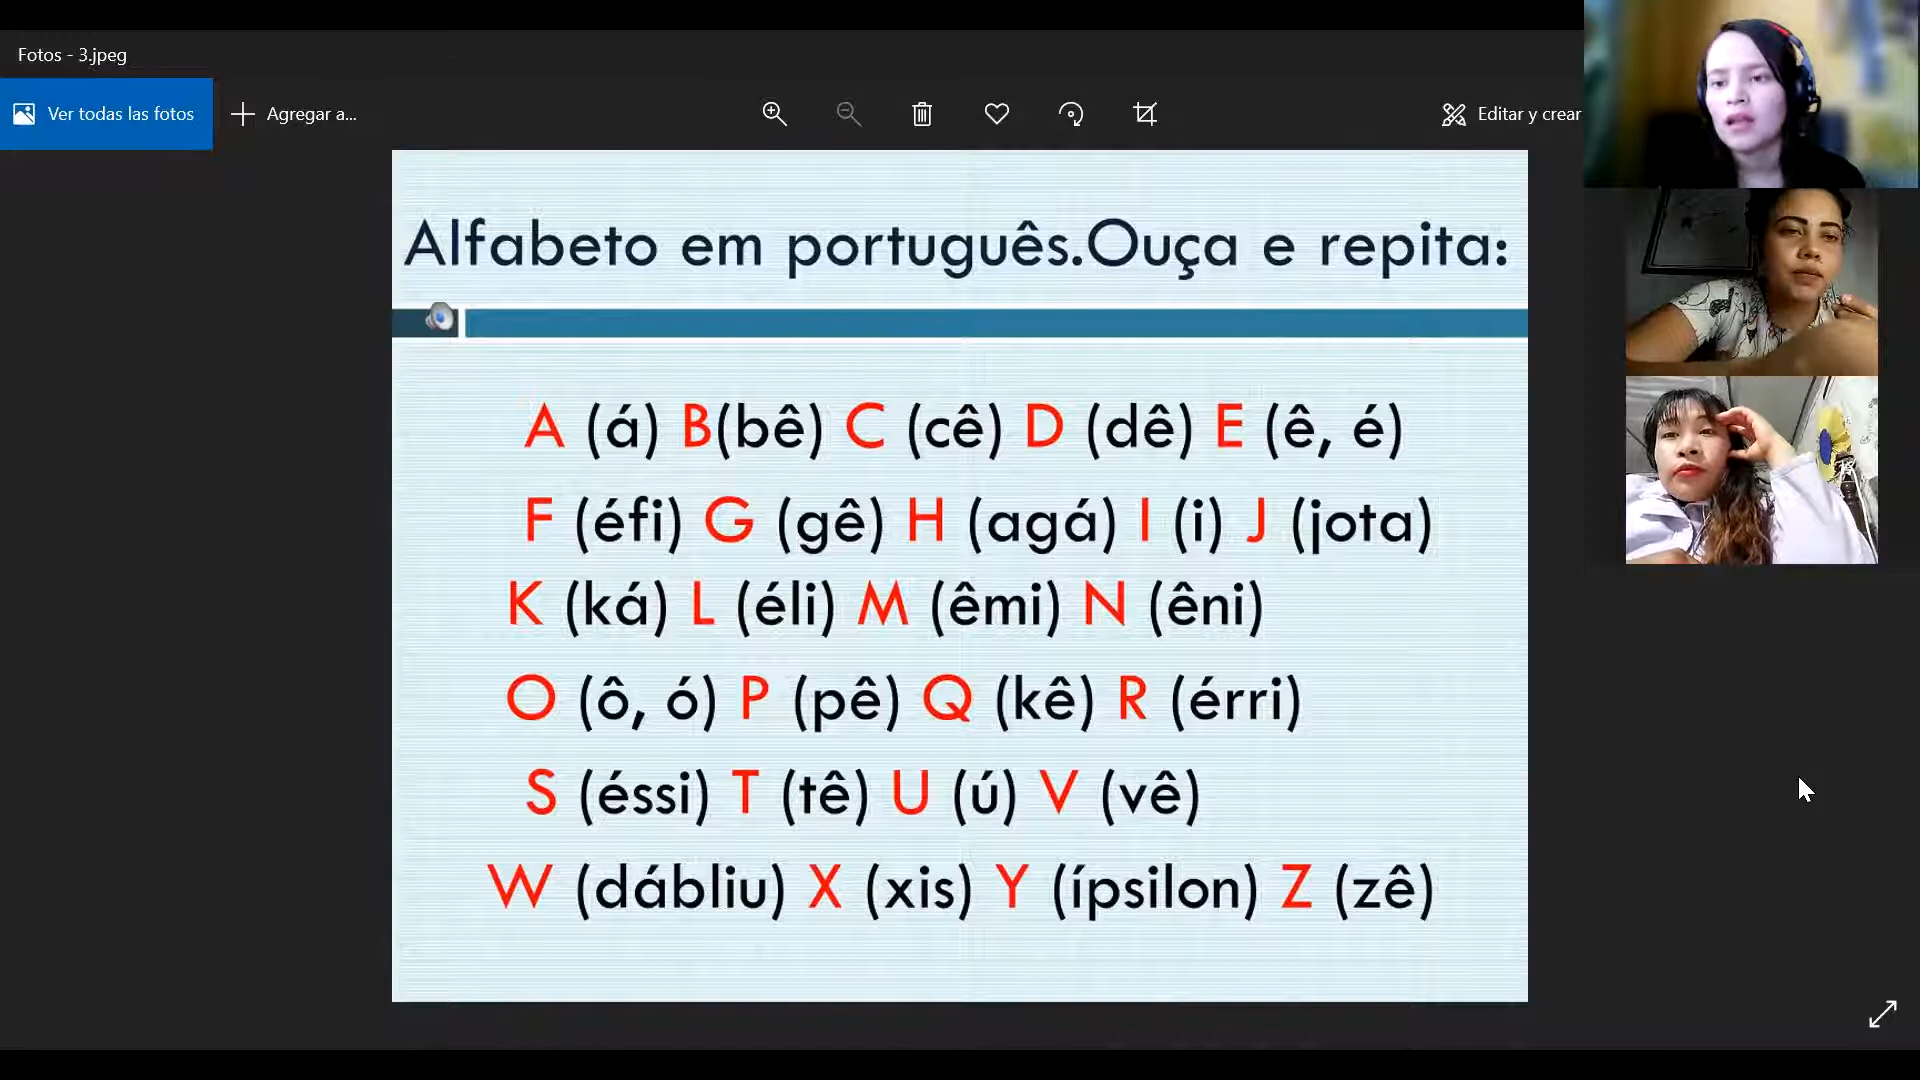 Fotos - 3.jpeg
Ver todas las fotos
Agregar a...
Editar y crear
Alfabeto em português.Ouça e repita:
A (á) B(bê) C (cê) D (dê) E (ê, é)
F (éfi) G (gê) H (agá) I (i) J (jota)
K (ká) L (éli) M (êmi) N (êni)
O (ô, ó) P (pê) Q (kê) R (érri)
S (éssi) T (tê) U (ú) V (vê)
W (dábliu) X (xis) Y (ípsilon) Z (zê)